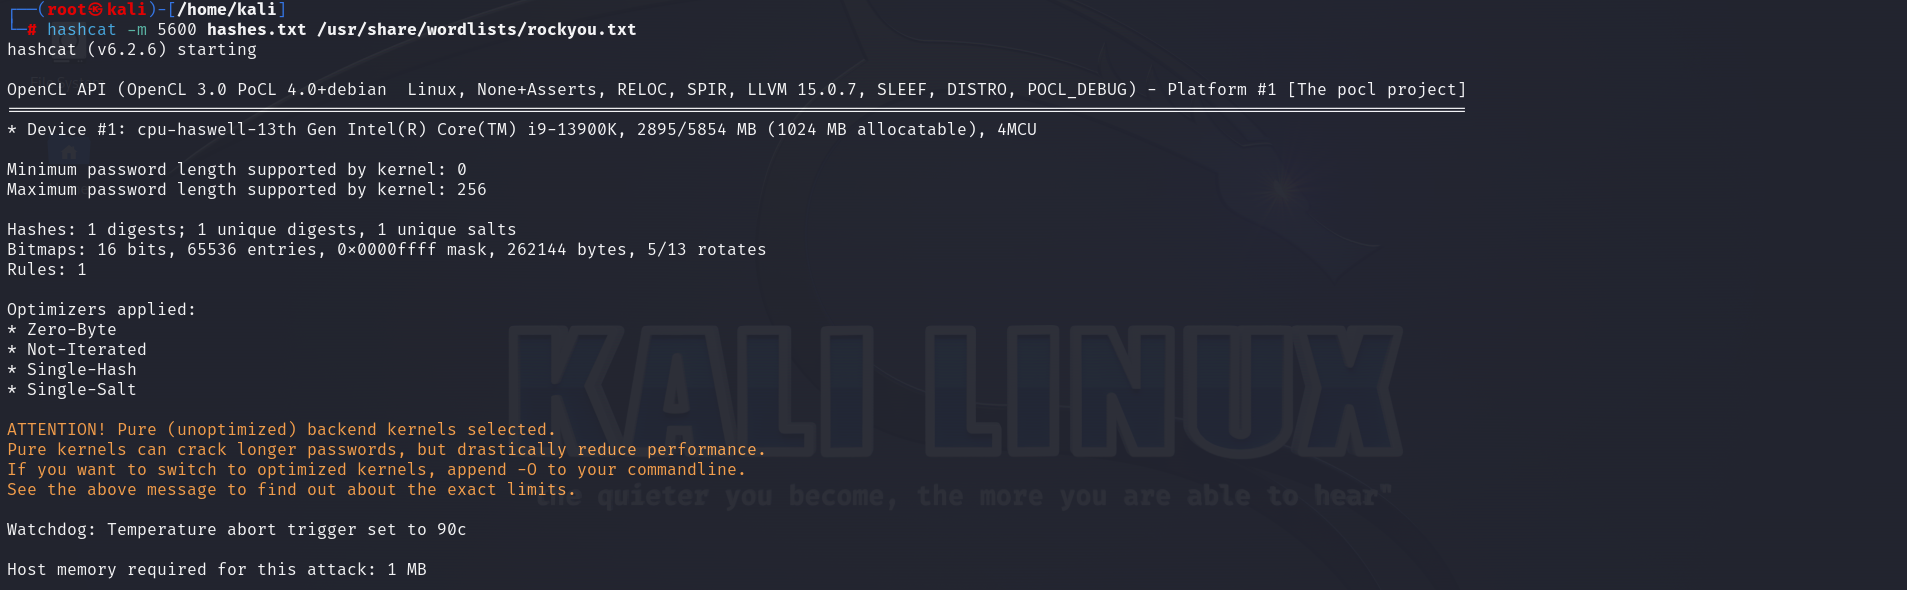 ┌──(root㉿kali)-[/home/kali]
└─# hashcat -m 5600 hashes.txt /usr/share/wordlists/rockyou.txt
hashcat (v6.2.6) starting
OpenCL API (OpenCL 3.0 PoCL 4.0+debian  Linux, None+Asserts, RELOC, SPIR, LLVM 15.0.7, SLEEF, DISTRO, POCL_DEBUG) - Platform #1 [The pocl project]
==================================================================================================================================================
* Device #1: cpu-haswell-13th Gen Intel(R) Core(TM) i9-13900K, 2895/5854 MB (1024 MB allocatable), 4MCU
Minimum password length supported by kernel: 0
Maximum password length supported by kernel: 256
Hashes: 1 digests; 1 unique digests, 1 unique salts
Bitmaps: 16 bits, 65536 entries, 0x0000ffff mask, 262144 bytes, 5/13 rotates
Rules: 1
Optimizers applied:
* Zero-Byte
* Not-Iterated
* Single-Hash
* Single-Salt
ATTENTION! Pure (unoptimized) backend kernels selected.
Pure kernels can crack longer passwords, but drastically reduce performance.
If you want to switch to optimized kernels, append -O to your commandline.
See the above message to find out about the exact limits.
Watchdog: Temperature abort trigger set to 90c
Host memory required for this attack: 1 MB
KALI LINUX
quieter you become, the more you are able to hear"